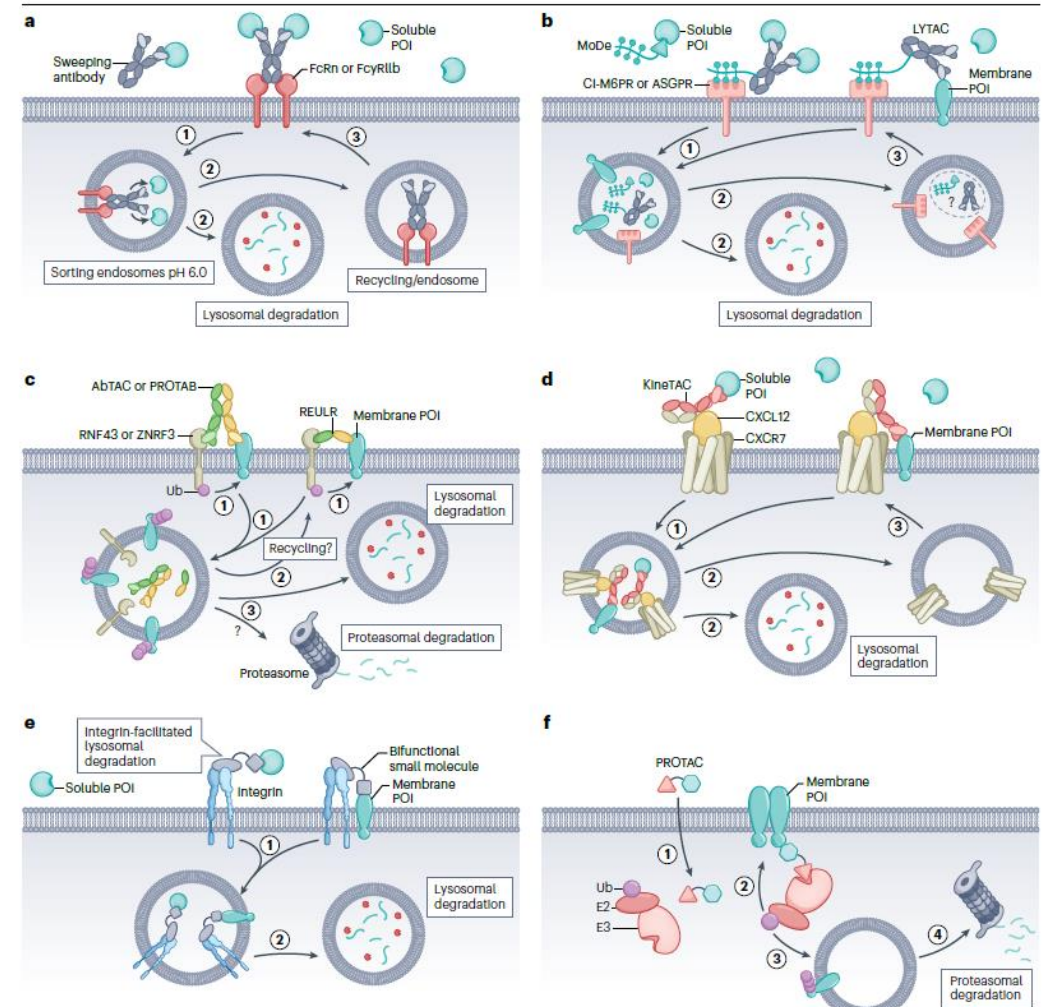 a
Sweeping
antibody
Soluble
POI
FcRn or FcγRIIb
1
2
3
2
Sorting endosomes pH 6.0
Recycling/endosome
Lysosomal degradation
b
MoDe
Soluble
POI
CI-M6PR or ASGPR
LYTAC
Membrane
POI
1
2
3
?
2
Lysosomal degradation
c
AbTAC or PROTAB
REULR
Membrane POI
RNF43 or ZNRF3
Ub
1
1
1
Lysosomal
degradation
Recycling?
2
3
?
Proteasomal degradation
Proteasome
d
KineTAC
Soluble
POI
CXCL12
CXCR7
Membrane POI
1
2
3
2
Lysosomal
degradation
e
Integrin-facilitated
lysosomal
degradation
Soluble POI
Integrin
Bifunctional
small molecule
Membrane
POI
1
2
Lysosomal
degradation
f
PROTAC
Membrane
POI
1
2
Ub
E2
E3
3
4
Proteasomal
degradation